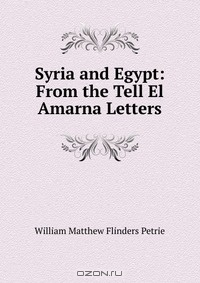 Syria and Egypt:
From the Tell El
Amarna Letters
William Matthew Flinders Petrie
ozon.ru